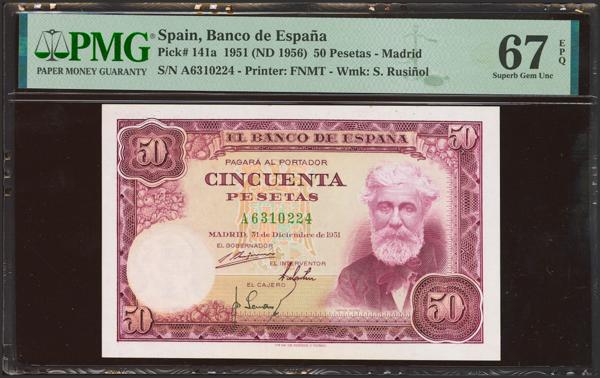 PMG
PAPER MONEY GUARANTY
Spain, Banco de España
Pick# 141a 1951 (ND 1956) 50 Pesetas - Madrid
S/N A6310224 - Printer: FNMT - Wmk: S. Rusiñol
67 EPQ
Superb Gem Unc
EL BANCO DE ESPAÑA
50
50
PAGARÁ AL PORTADOR
CINCUENTA
PESETAS
A6310224
MADRID, 31 de Diciembre de 1951
EL GOBERNADOR
EL INTERVENTOR
EL CAJERO
50
50